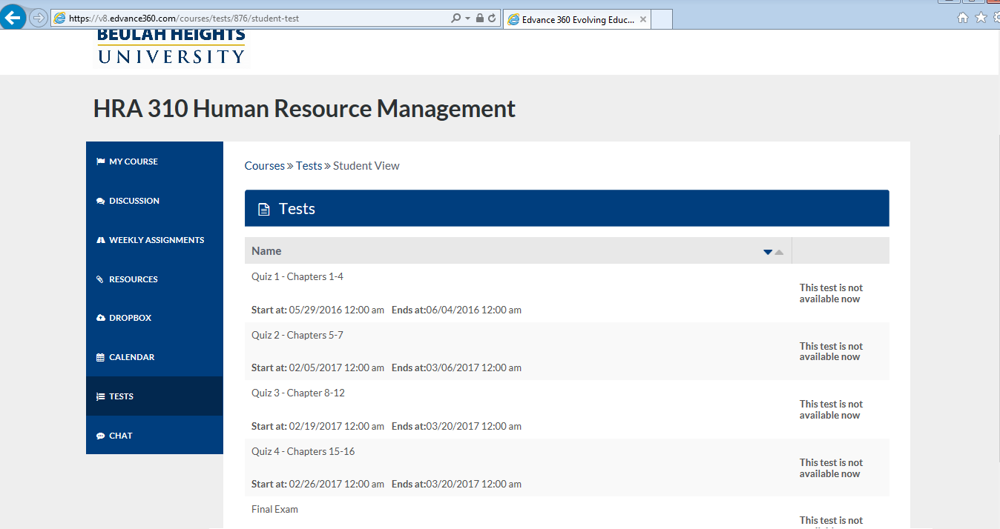 https://v8.edvance360.com/courses/tests/876/student-test
Edvance 360 Evolving Educ...
BEULAH HEIGHTS
UNIVERSITY
HRA 310 Human Resource Management
MY COURSE
DISCUSSION
WEEKLY ASSIGNMENTS
RESOURCES
DROPBOX
CALENDAR
TESTS
CHAT
Courses » Tests » Student View
Tests
Name
Quiz 1 - Chapters 1-4
Start at: 05/29/2016 12:00 am Ends at:06/04/2016 12:00 am
This test is not
available now
Quiz 2 - Chapters 5-7
Start at: 02/05/2017 12:00 am Ends at:03/06/2017 12:00 am
This test is not
available now
Quiz 3 - Chapter 8-12
Start at: 02/19/2017 12:00 am Ends at:03/20/2017 12:00 am
This test is not
available now
Quiz 4 - Chapters 15-16
Start at: 02/26/2017 12:00 am Ends at:03/20/2017 12:00 am
This test is not
available now
Final Exam
This test is not